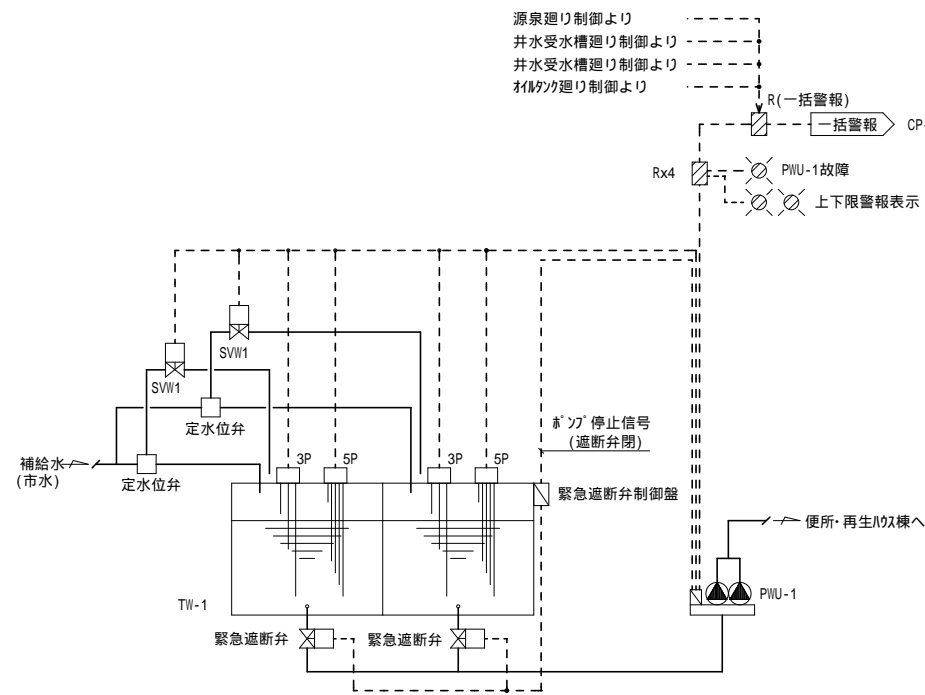 源泉廻り制御より
井水受水槽廻り制御より
井水受水槽廻り制御より
ｵｲﾙﾀﾝｸ廻り制御より
R(一括警報)
一括警報
Rx4
PWU-1故障
上下限警報表示
SVW1
SVW1
定水位弁
補給水
(市水)
定水位弁
3P
5P
3P
5P
ﾎﾟﾝﾌﾟ停止信号
(遮断弁閉)
緊急遮断弁制御盤
便所・再生ﾊｳｽ棟へ
TW-1
PWU-1
緊急遮断弁
緊急遮断弁